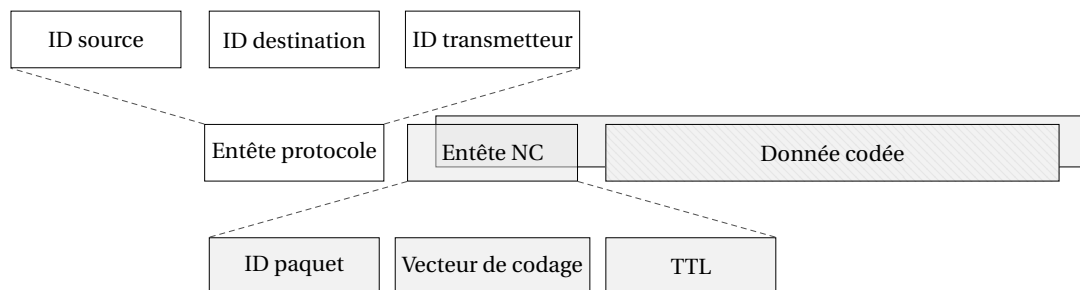 ID source
ID destination
ID transmetteur
Entête protocole
Entête NC
Donnée codée
ID paquet
Vecteur de codage
TTL